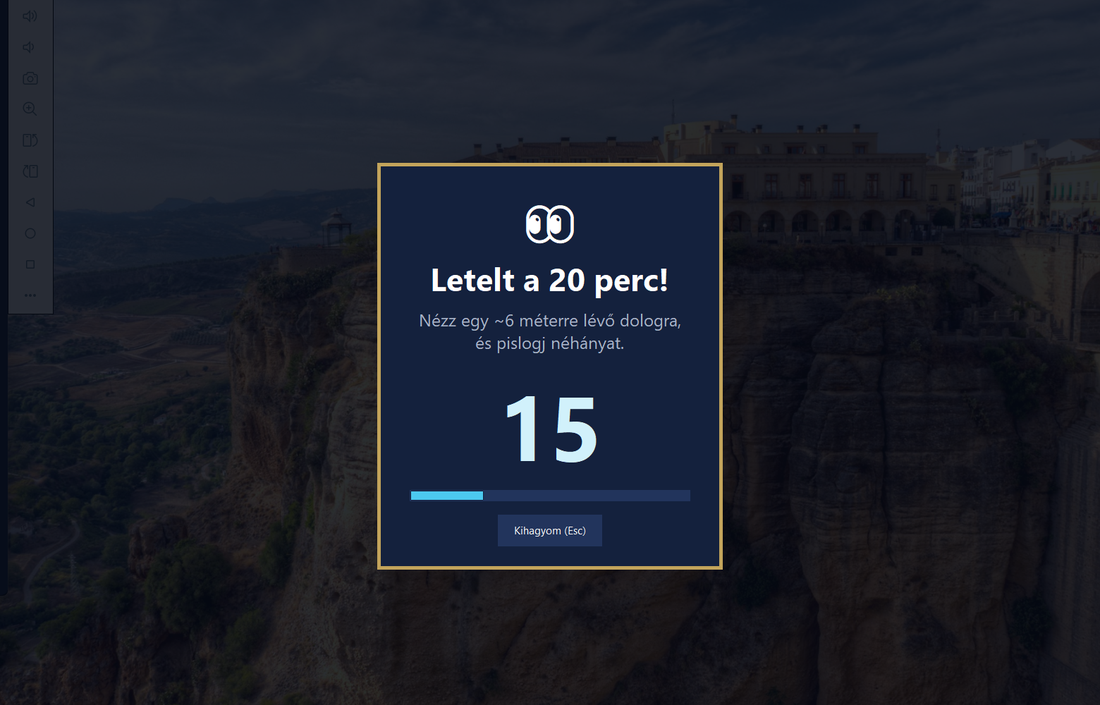 Letelt a 20 perc!
Nézz egy ~6 méterre lévő dologra,
és pislogj néhányat.
15
Kihagyom (Esc)